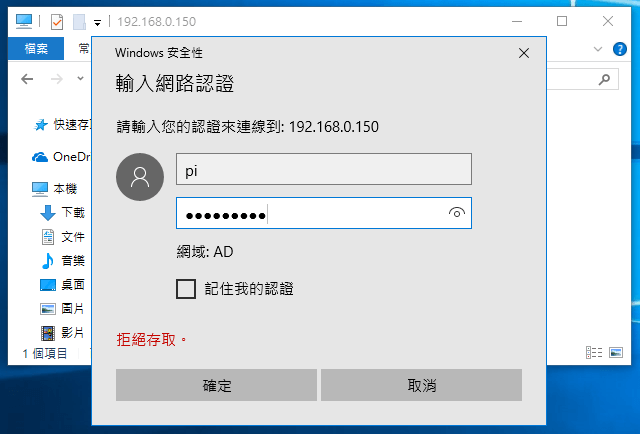 192.168.0.150
檔案
Windows 安全性
輸入網路認證
請輸入您的認證來連線到: 192.168.0.150
pi
網域: AD
記住我的認證
拒絕存取。
確定
取消
快速存取
OneDri
本機
下載
文件
音樂
桌面
圖片
影片
1 個項目